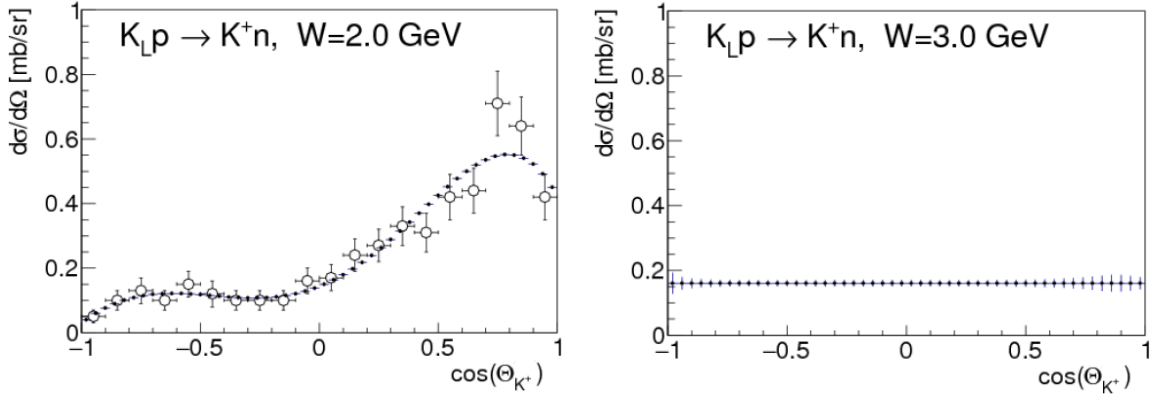 K_L p → K⁺n, W=2.0 GeV
dσ/dΩ [mb/sr]
1
0.8
0.6
0.4
0.2
0
−1 −0.5 0 0.5 1
cos(Θ_K⁺)
K_L p → K⁺n, W=3.0 GeV
dσ/dΩ [mb/sr]
1
0.8
0.6
0.4
0.2
0
−1 −0.5 0 0.5 1
cos(Θ_K⁺)